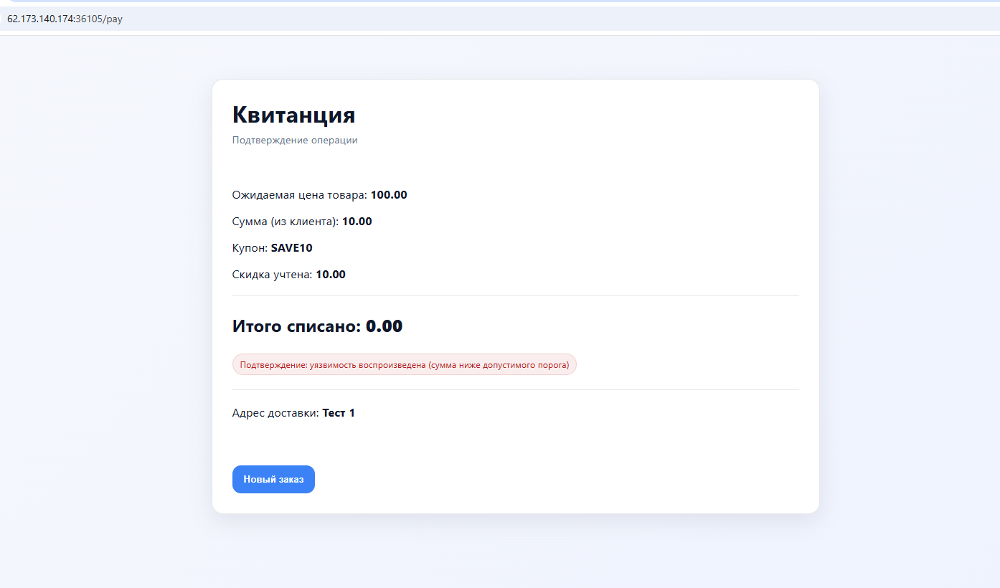 62.173.140.174:36105/pay
Квитанция
Подтверждение операции
Ожидаемая цена товара: 100.00
Сумма (из клиента): 10.00
Купон: SAVE10
Скидка учтена: 10.00
Итого списано: 0.00
Подтверждение: уязвимость воспроизведена (сумма ниже допустимого порога)
Адрес доставки: Тест 1
Новый заказ